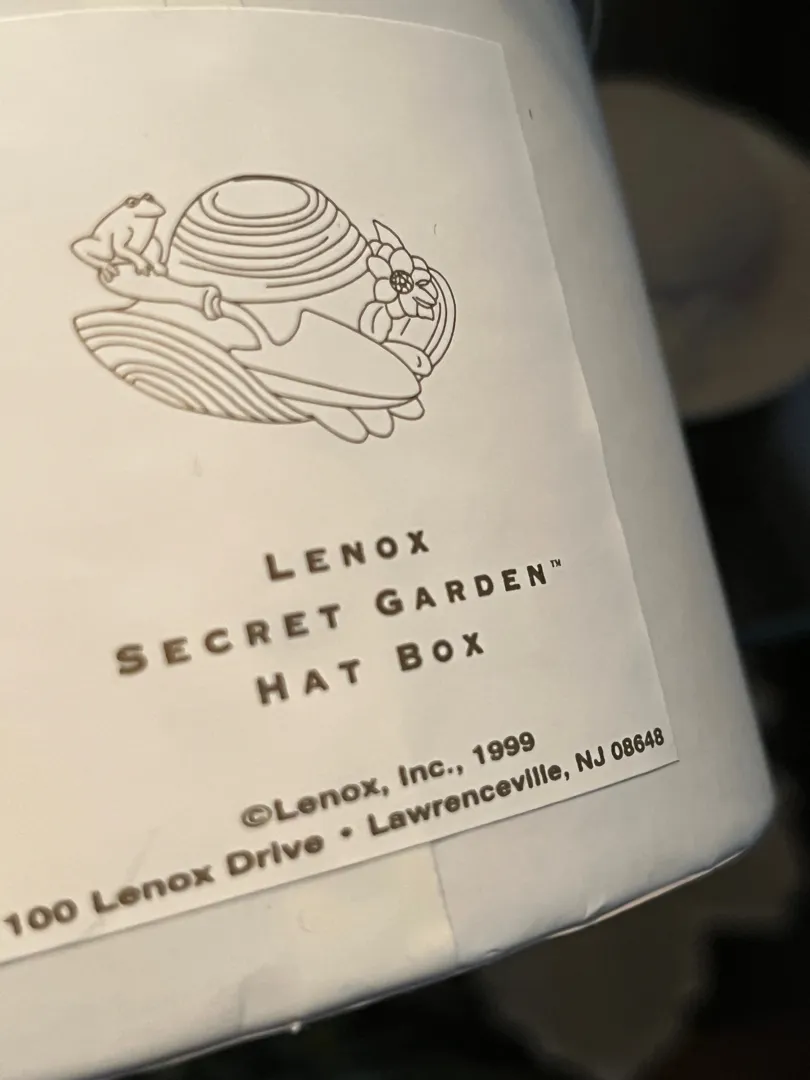 LENOX
SECRET GARDEN™
HAT BOX
©Lenox, Inc., 1999
100 Lenox Drive • Lawrenceville, NJ 08648